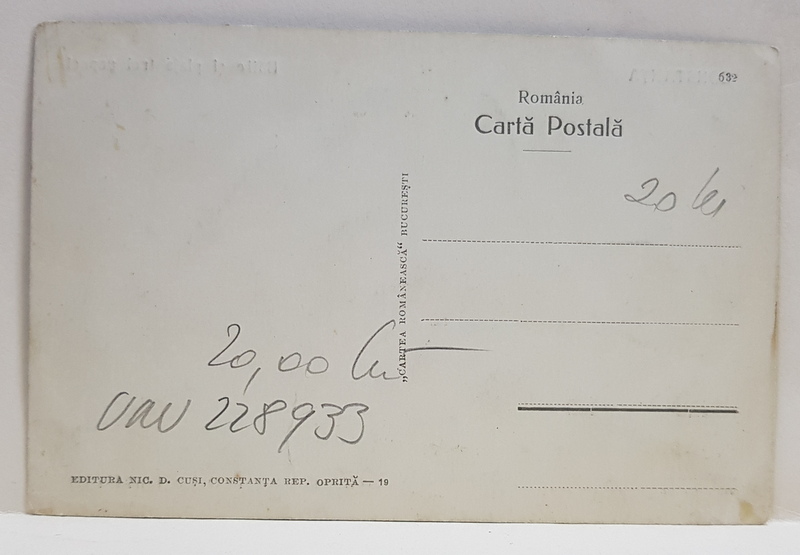 632
România
Cartă Postală
20 lei
„CARTEA ROMÂNEASCĂ“ BUCUREȘTI
20,00 lei
228933
EDITURA NIC. D. CUȘI, CONSTANȚA REP. OPRITĂ — 19